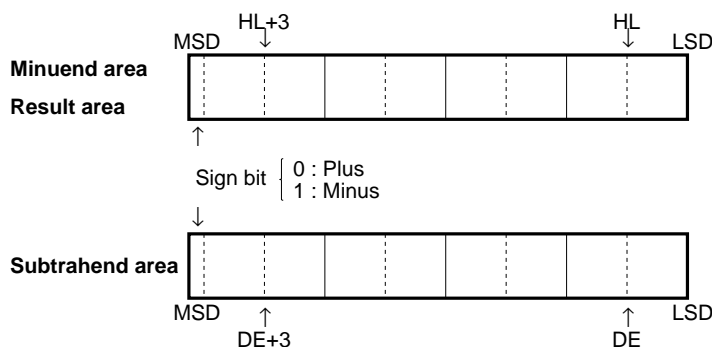 HL+3 HL
MSD LSD
Minuend area
Result area
Sign bit { 0 : Plus
1 : Minus
Subtrahend area
MSD LSD
DE+3 DE